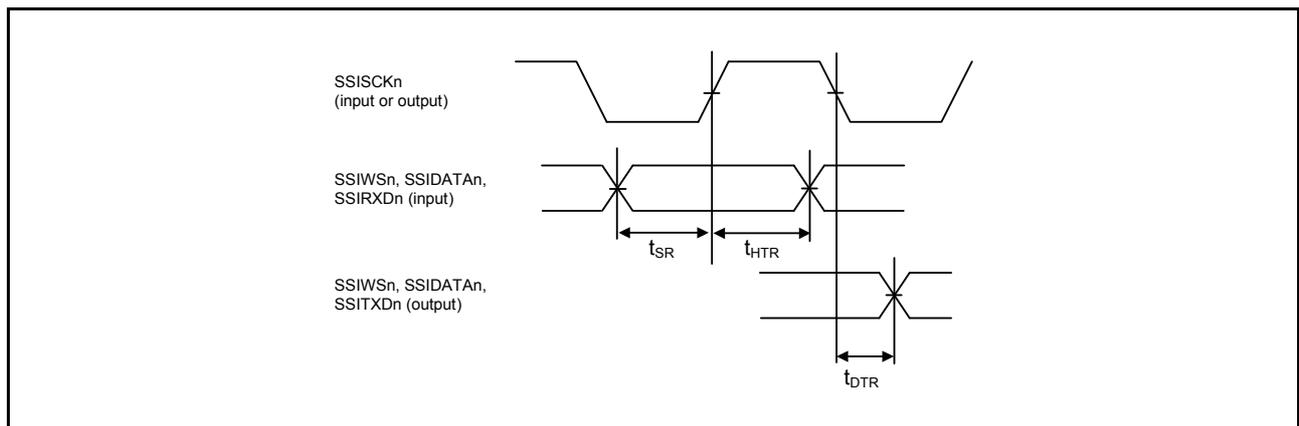 SSISCKn
(input or output)
SSIWSn, SSIDATAn,
SSIRXDn (input)
tSR
tHTR
SSIWSn, SSIDATAn,
SSITXDn (output)
tDTR